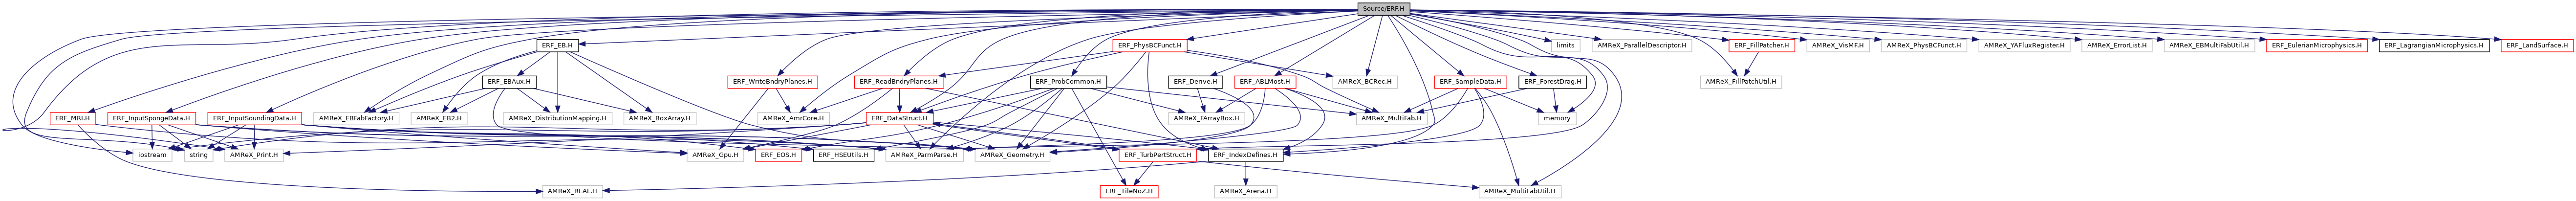 Source/ERF.H
ERF_EB.H
ERF_PhysBCFunct.H
limits
AMReX_ParallelDescriptor.H
ERF_FillPatcher.H
AMReX_VisMF.H
AMReX_PhysBCFunct.H
AMReX_YAFluxRegister.H
AMReX_ErrorList.H
AMReX_EBMultiFabUtil.H
ERF_EulerianMicrophysics.H
ERF_LagrangianMicrophysics.H
ERF_LandSurface.H
ERF_EBAux.H
ERF_WriteBndryPlanes.H
ERF_ReadBndryPlanes.H
ERF_ProbCommon.H
ERF_Derive.H
ERF_ABLMost.H
AMReX_BCRec.H
ERF_SampleData.H
ERF_ForestDrag.H
AMReX_FillPatchUtil.H
ERF_MRI.H
ERF_InputSpongeData.H
ERF_InputSoundingData.H
AMReX_EBFabFactory.H
AMReX_EB2.H
AMReX_DistributionMapping.H
AMReX_BoxArray.H
AMReX_AmrCore.H
ERF_DataStruct.H
AMReX_FArrayBox.H
AMReX_MultiFab.H
memory
iostream
string
AMReX_Print.H
AMReX_Gpu.H
ERF_EOS.H
ERF_HSEUtils.H
AMReX_ParmParse.H
AMReX_Geometry.H
ERF_TurbPertStruct.H
ERF_IndexDefines.H
AMReX_REAL.H
ERF_TileNoZ.H
AMReX_Arena.H
AMReX_MultiFabUtil.H